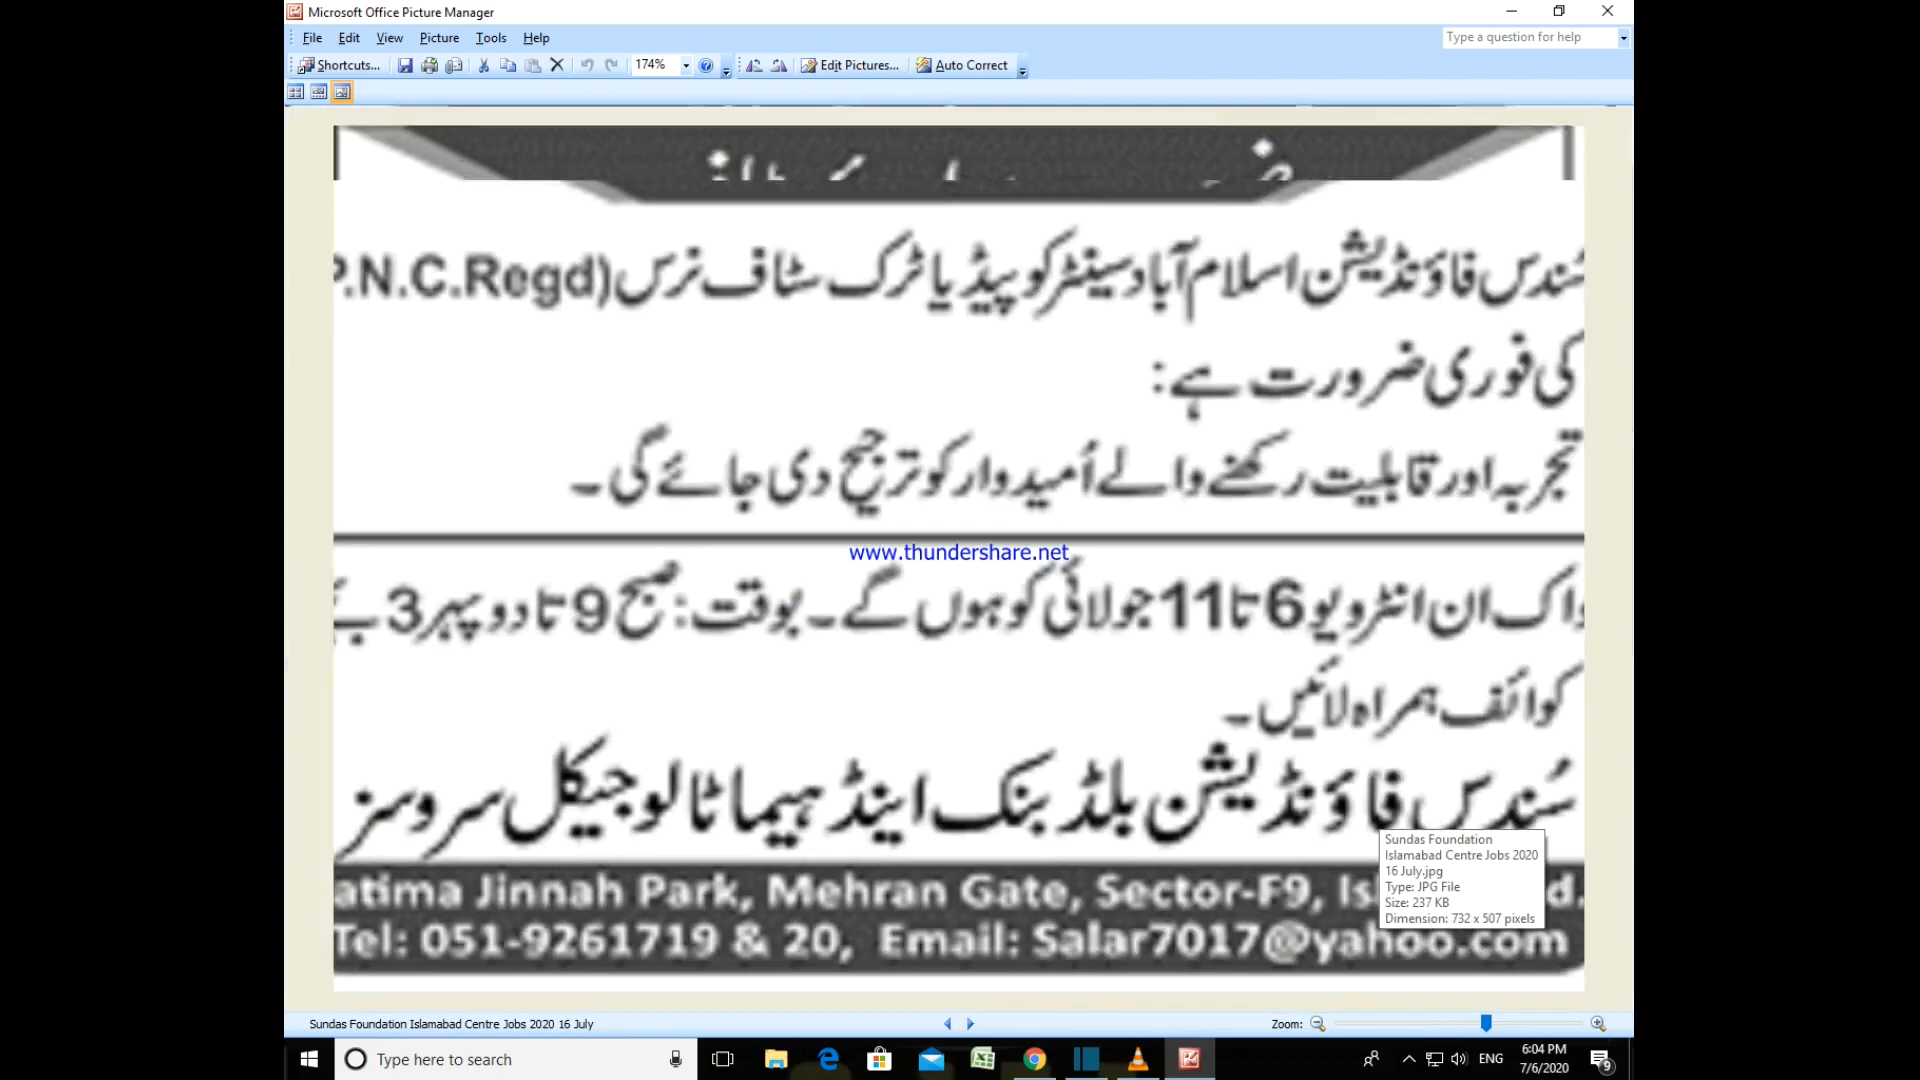 Microsoft Office Picture Manager
File Edit View Picture Tools Help
Type a question for help
Shortcuts... 174% Edit Pictures... Auto Correct
سُندس فاؤنڈیشن اسلام آباد سینٹر کو پیڈیاٹرک سٹاف نرس (P.N.C.Regd)
کی فوری ضرورت ہے:
تجربہ اور قابلیت رکھنے والے اُمیدوار کو ترجیح دی جائے گی۔
www.thundershare.net
واک ان انٹرویو 6 تا 11 جولائی کو ہوں گے۔ بوقت: صبح 9 تا دوپہر 3
کوائف ہمراہ لائیں۔
سُندس فاؤنڈیشن بلڈ بنک اینڈ ہیماٹالوجیکل سروسز
atima Jinnah Park, Mehran Gate, Sector-F9, Is d.
Tel: 051-9261719 & 20, Email: Salar7017@yahoo.com
Sundas Foundation
Islamabad Centre Jobs 2020
16 July.jpg
Type: JPG File
Size: 237 KB
Dimension: 732 x 507 pixels
Sundas Foundation Islamabad Centre Jobs 2020 16 July
Zoom:
Type here to search
ENG
6:04 PM
7/6/2020
9